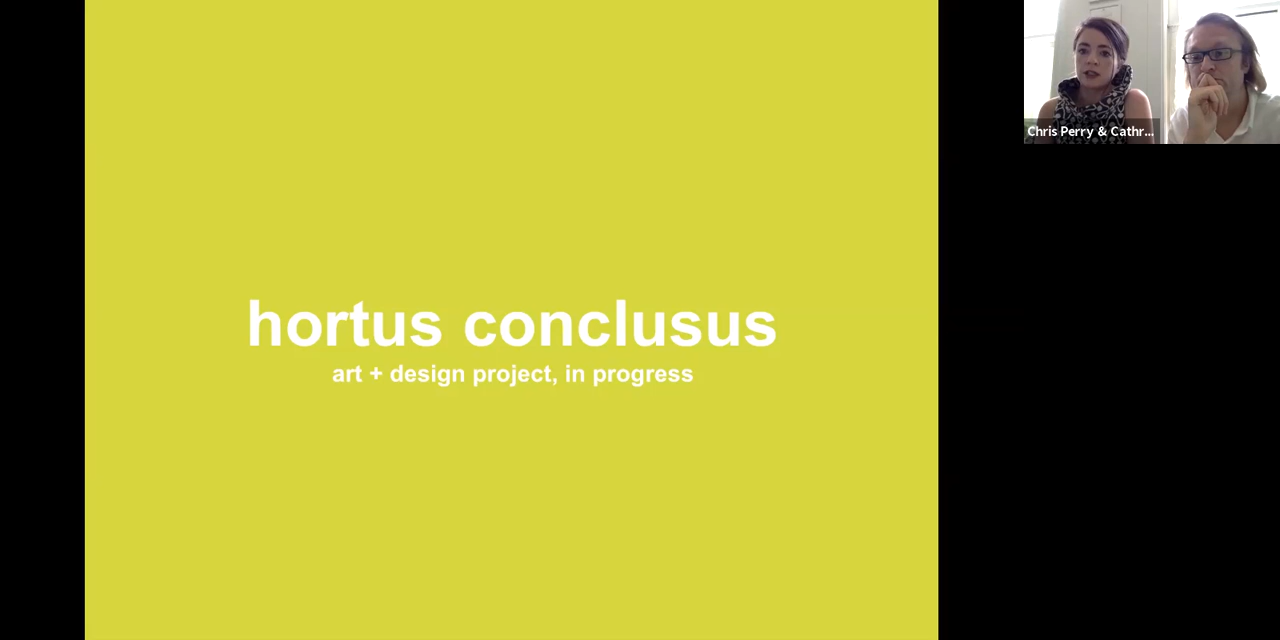 hortus conclusus
art + design project, in progress
Chris Perry & Cathr...